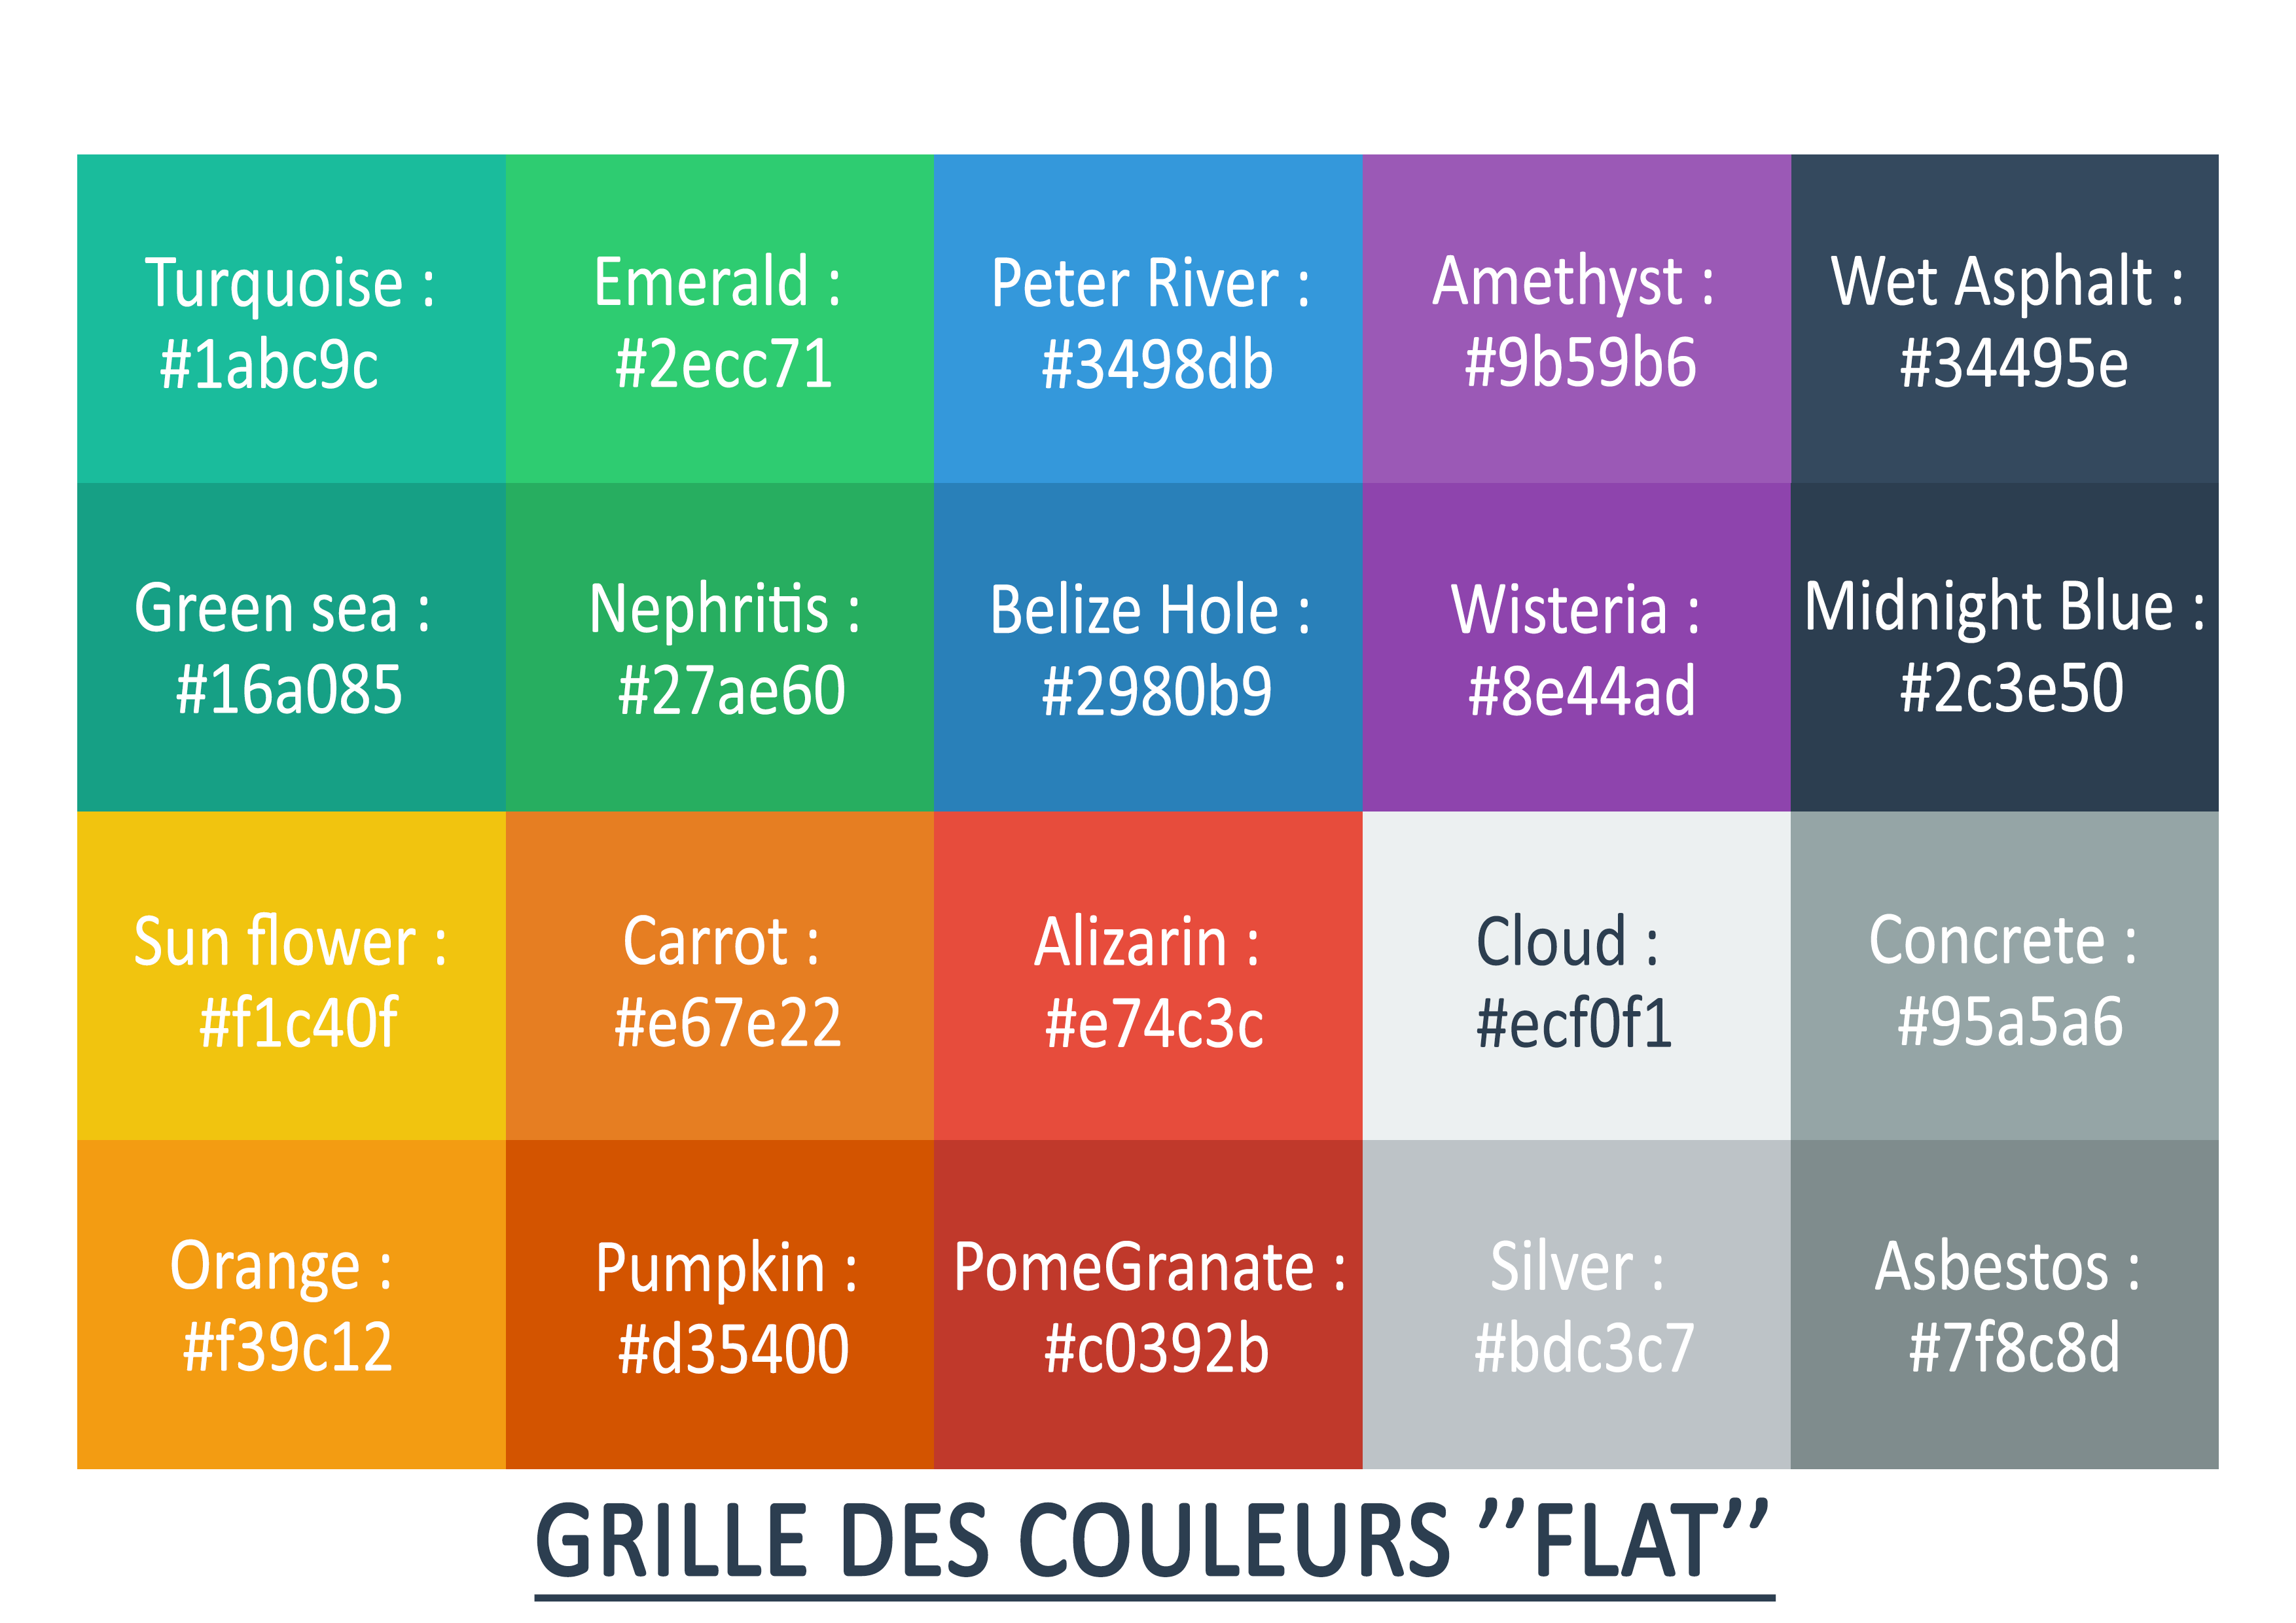 Turquoise :
#1abc9c
Emerald :
#2ecc71
Peter River :
#3498db
Amethyst :
#9b59b6
Wet Asphalt :
#34495e
Green sea :
#16a085
Nephritis :
#27ae60
Belize Hole :
#2980b9
Wisteria :
#8e44ad
Midnight Blue :
#2c3e50
Sun flower :
#f1c40f
Carrot :
#e67e22
Alizarin :
#e74c3c
Cloud :
#ecf0f1
Concrete :
#95a5a6
Orange :
#f39c12
Pumpkin :
#d35400
PomeGranate :
#c0392b
Silver :
#bdc3c7
Asbestos :
#7f8c8d
GRILLE DES COULEURS ’’FLAT’’